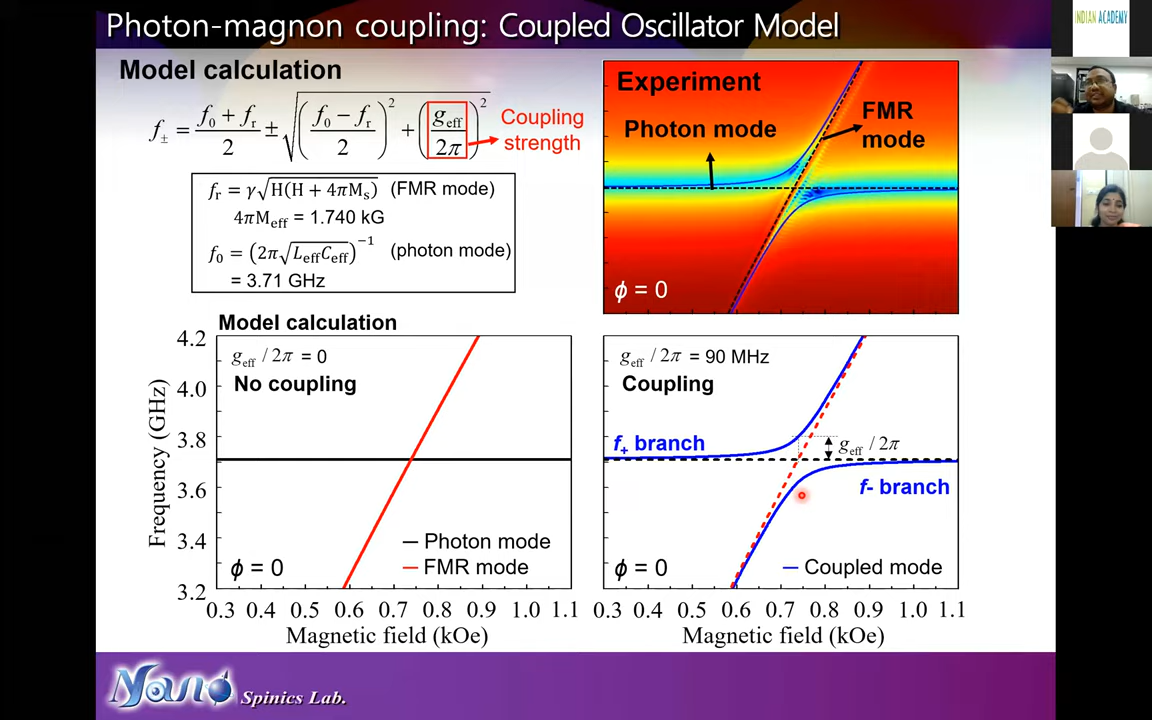 Photon-magnon coupling: Coupled Oscillator Model
INDIAN ACADEMY
Model calculation
f± = (f₀ + fᵣ)/2 ± √(((f₀ − fᵣ)/2)² + (g_eff/2π)²)
Coupling
strength
fᵣ = γ√H(H + 4πMₛ) (FMR mode)
4πM_eff = 1.740 kG
f₀ = (2π√L_effC_eff)⁻¹ (photon mode)
= 3.71 GHz
Experiment
Photon mode
FMR
mode
ϕ = 0
Model calculation
g_eff / 2π = 0
No coupling
Frequency (GHz)
4.2
4.0
3.8
3.6
3.4
3.2
Photon mode
FMR mode
ϕ = 0
0.3 0.4 0.5 0.6 0.7 0.8 0.9 1.0 1.1
Magnetic field (kOe)
g_eff / 2π = 90 MHz
Coupling
f₊ branch
g_eff / 2π
f- branch
ϕ = 0
Coupled mode
0.3 0.4 0.5 0.6 0.7 0.8 0.9 1.0 1.1
Magnetic field (kOe)
Nano Spinics Lab.